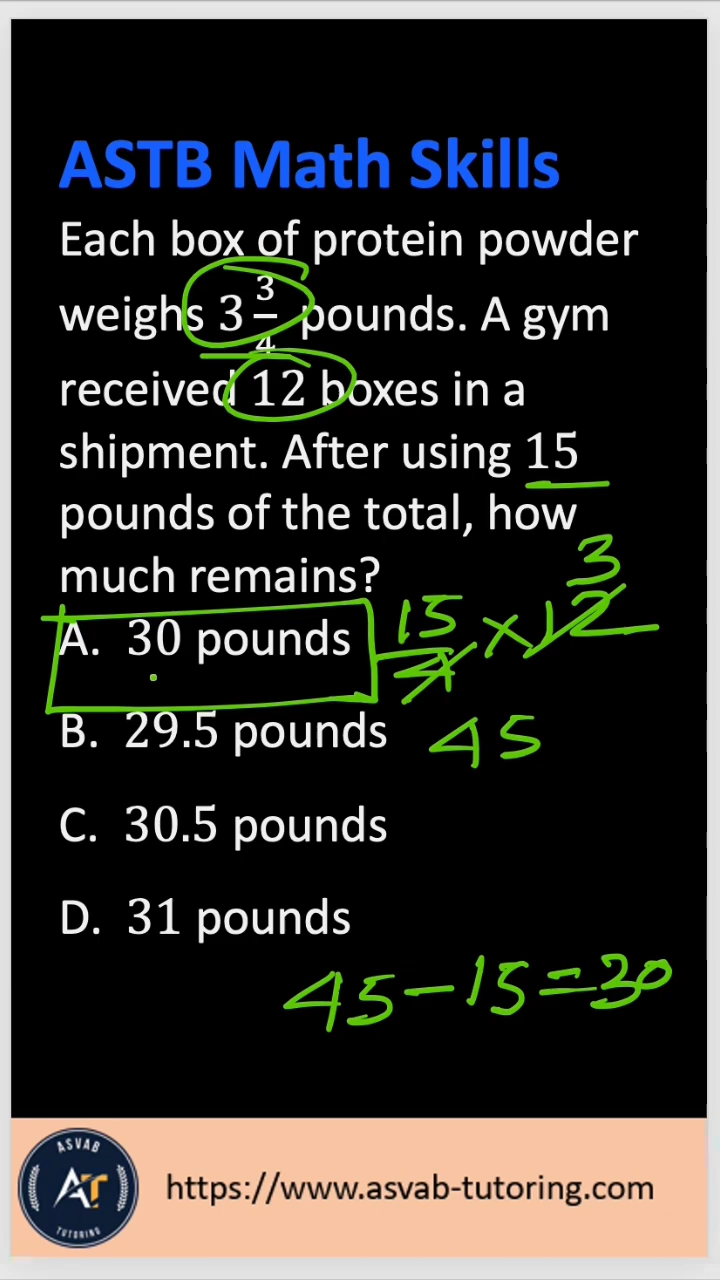 ASTB Math Skills
Each box of protein powder
weighs 3 3/4 pounds. A gym
received 12 boxes in a
shipment. After using 15
pounds of the total, how
much remains?
A. 30 pounds
15/4 × 12 3
B. 29.5 pounds
45
C. 30.5 pounds
D. 31 pounds
45-15=30
ASVAB
AT
TUTORING
https://www.asvab-tutoring.com